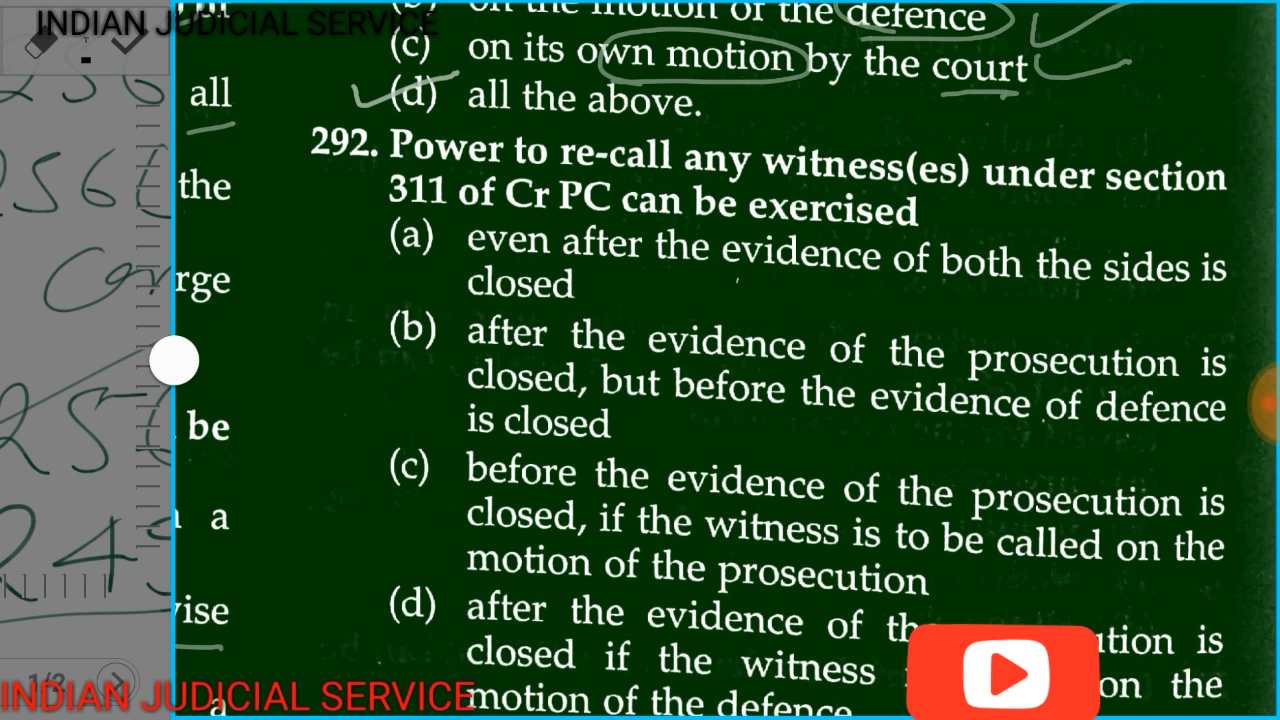 INDIAN JUDICIAL SERVICE
on the motion of the defence
(c) on its own motion by the court
(d) all the above.
all
292. Power to re-call any witness(es) under section
311 of Cr PC can be exercised
the
(a) even after the evidence of both the sides is
closed
rge
(b) after the evidence of the prosecution is
closed, but before the evidence of defence
is closed
be
(c) before the evidence of the prosecution is
closed, if the witness is to be called on the
motion of the prosecution
a
(d) after the evidence of
closed if the witness on the
motion of the defence
INDIAN JUDICIAL SERVICE